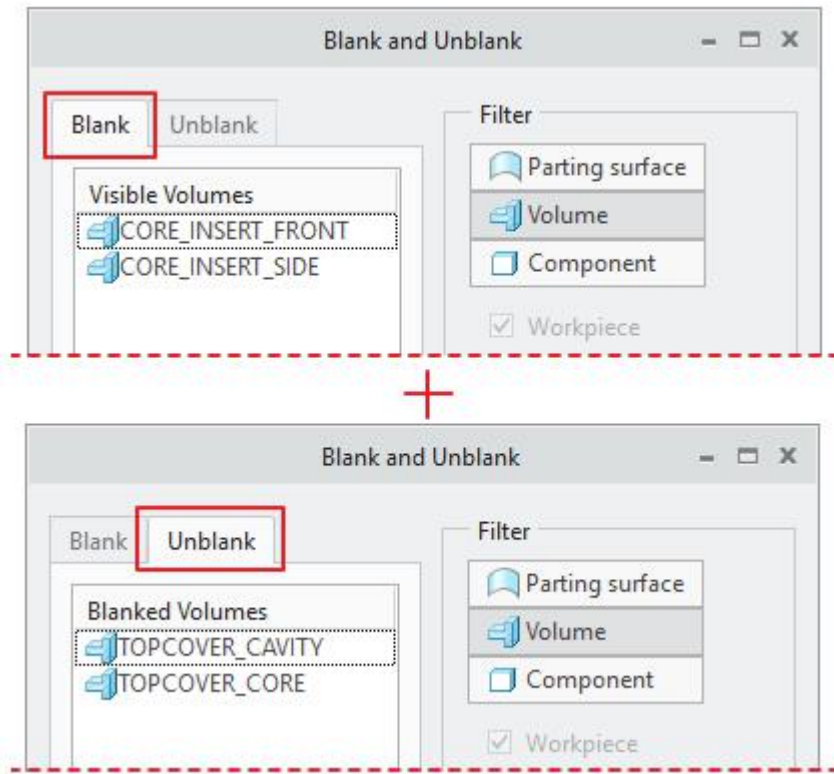 Blank and Unblank
Blank Unblank
Filter
Visible Volumes
CORE_INSERT_FRONT
CORE_INSERT_SIDE
Parting surface
Volume
Component
Workpiece
Blank and Unblank
Blank Unblank
Filter
Blanked Volumes
TOPCOVER_CAVITY
TOPCOVER_CORE
Parting surface
Volume
Component
Workpiece